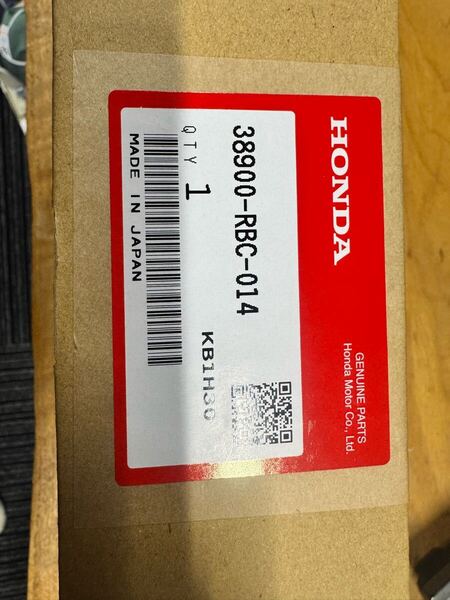 HONDA
GENUINE PARTS
Honda Motor Co., Ltd.
38900-RBC-014
QTY 1
KB1H30
MADE IN JAPAN